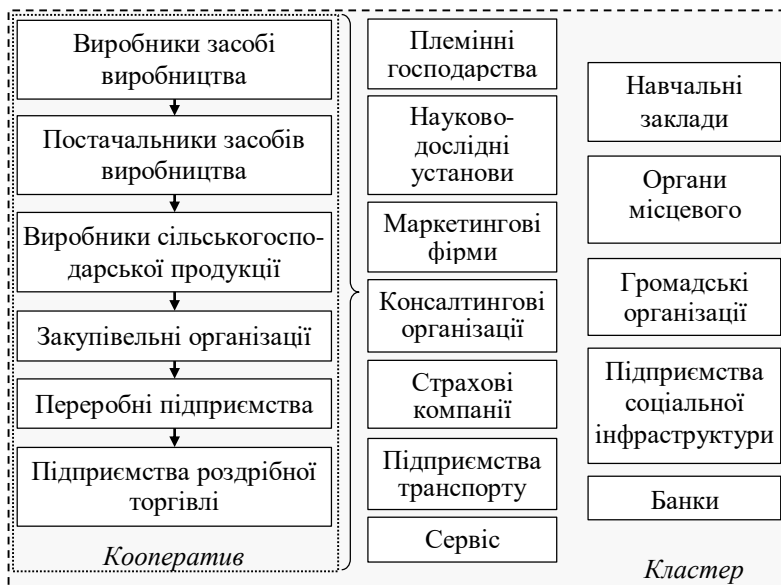 Виробники засобі
виробництва
Постачальники засобів
виробництва
Виробники сільськогоспо-
дарської продукції
Закупівельні організації
Переробні підприємства
Підприємства роздрібної
торгівлі
Кооператив
Племінні
господарства
Науково-
дослідні
установи
Маркетингові
фірми
Консалтингові
організації
Страхові
компанії
Підприємства
транспорту
Сервіс
Навчальні
заклади
Органи
місцевого
Громадські
організації
Підприємства
соціальної
інфраструктури
Банки
Кластер